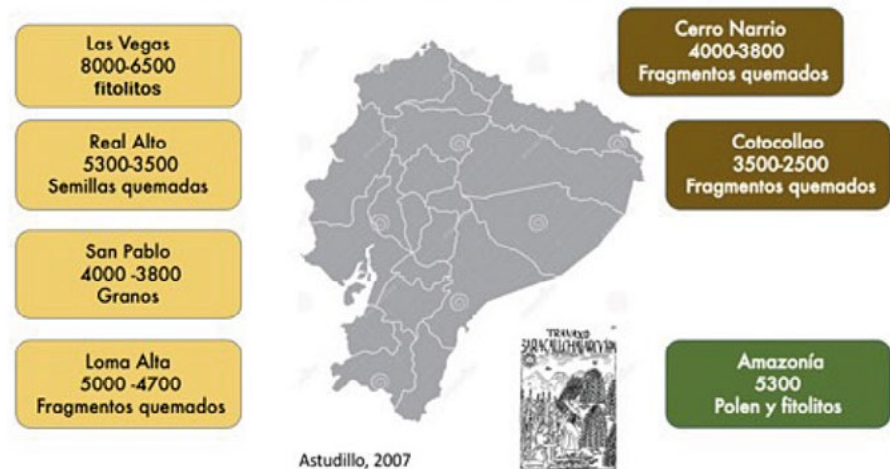 Las Vegas
8000-6500
fitolitos
Real Alto
5300-3500
Semillas quemadas
San Pablo
4000 -3800
Granos
Loma Alta
5000 -4700
Fragmentos quemados
Cerro Narrio
4000-3800
Fragmentos quemados
Cotocollao
3500-2500
Fragmentos quemados
Amazonía
5300
Polen y fitolitos
TRAVAXO
Astudillo, 2007